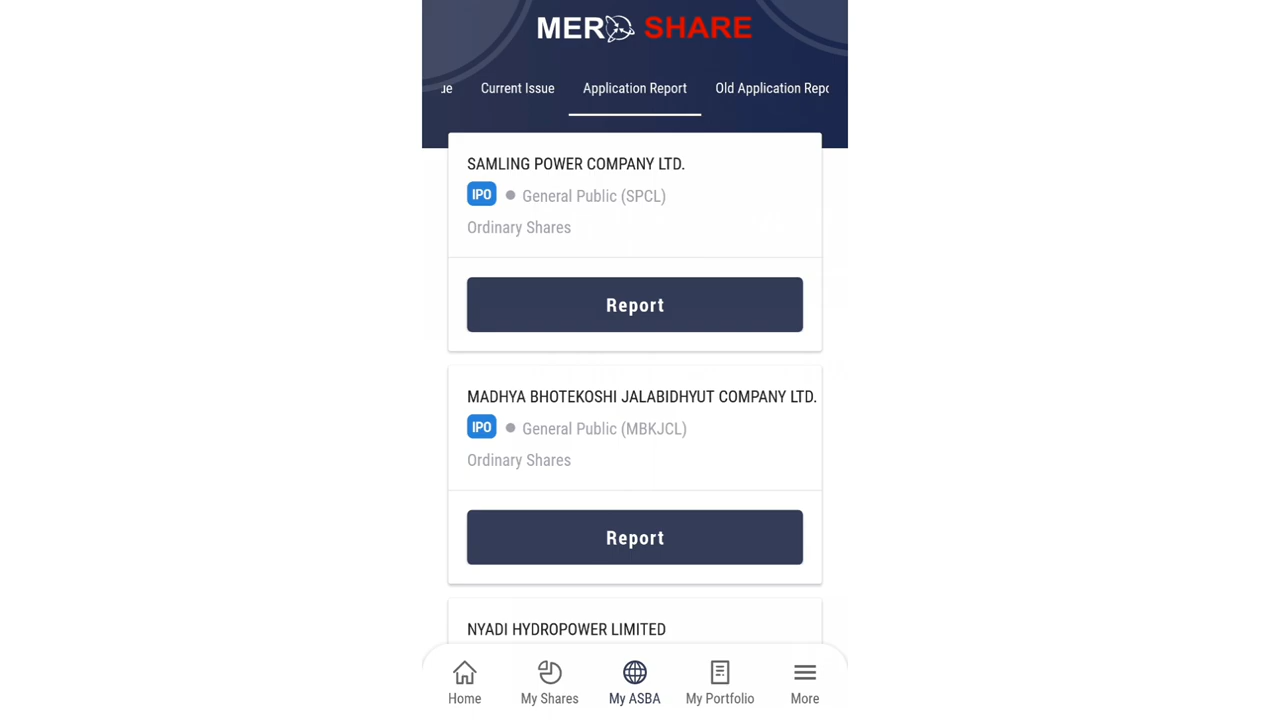 MERO SHARE
ue Current Issue Application Report Old Application Repo
SAMLING POWER COMPANY LTD.
IPO General Public (SPCL)
Ordinary Shares
Report
MADHYA BHOTEKOSHI JALABIDHYUT COMPANY LTD.
IPO General Public (MBKJCL)
Ordinary Shares
Report
NYADI HYDROPOWER LIMITED
Home My Shares My ASBA My Portfolio More